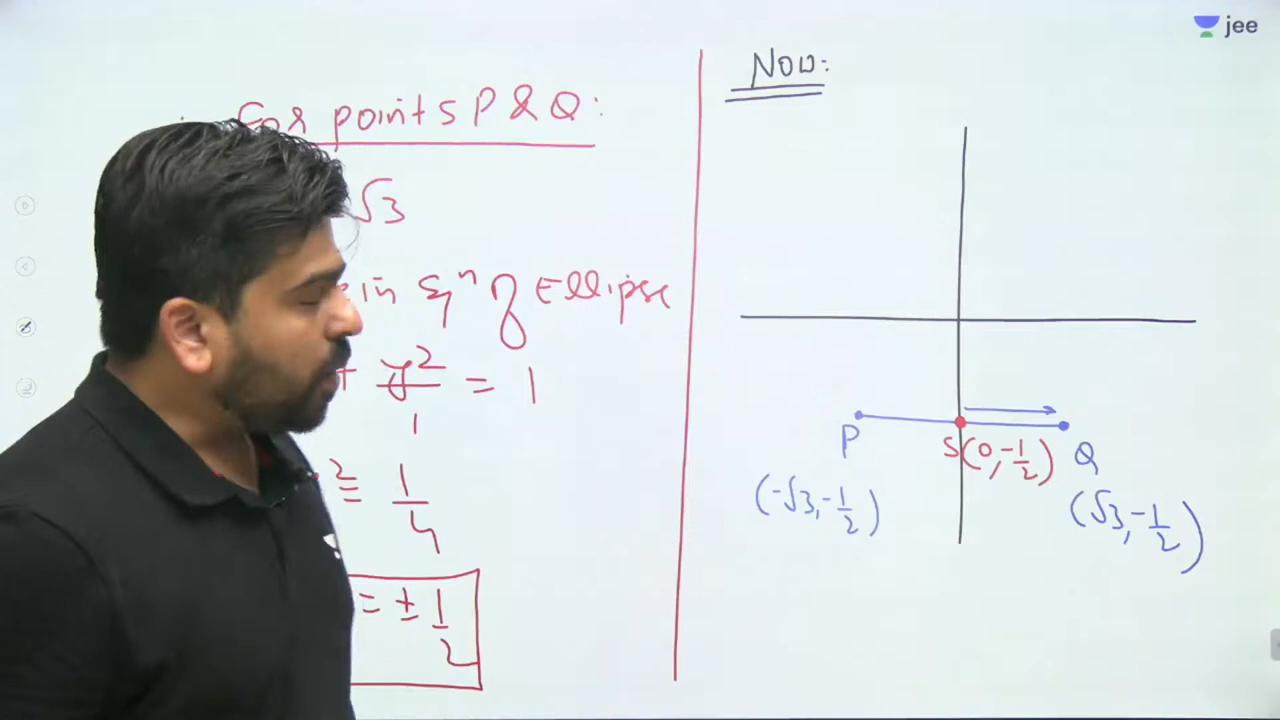 jee
For points P & Q:
√3
in Eqⁿ of Ellipse
+ y²/1 = 1
² = 1/4
= ± 1/2
Now:
P
S(0, -1/2)
Q
(-√3, -1/2)
(√3, -1/2)